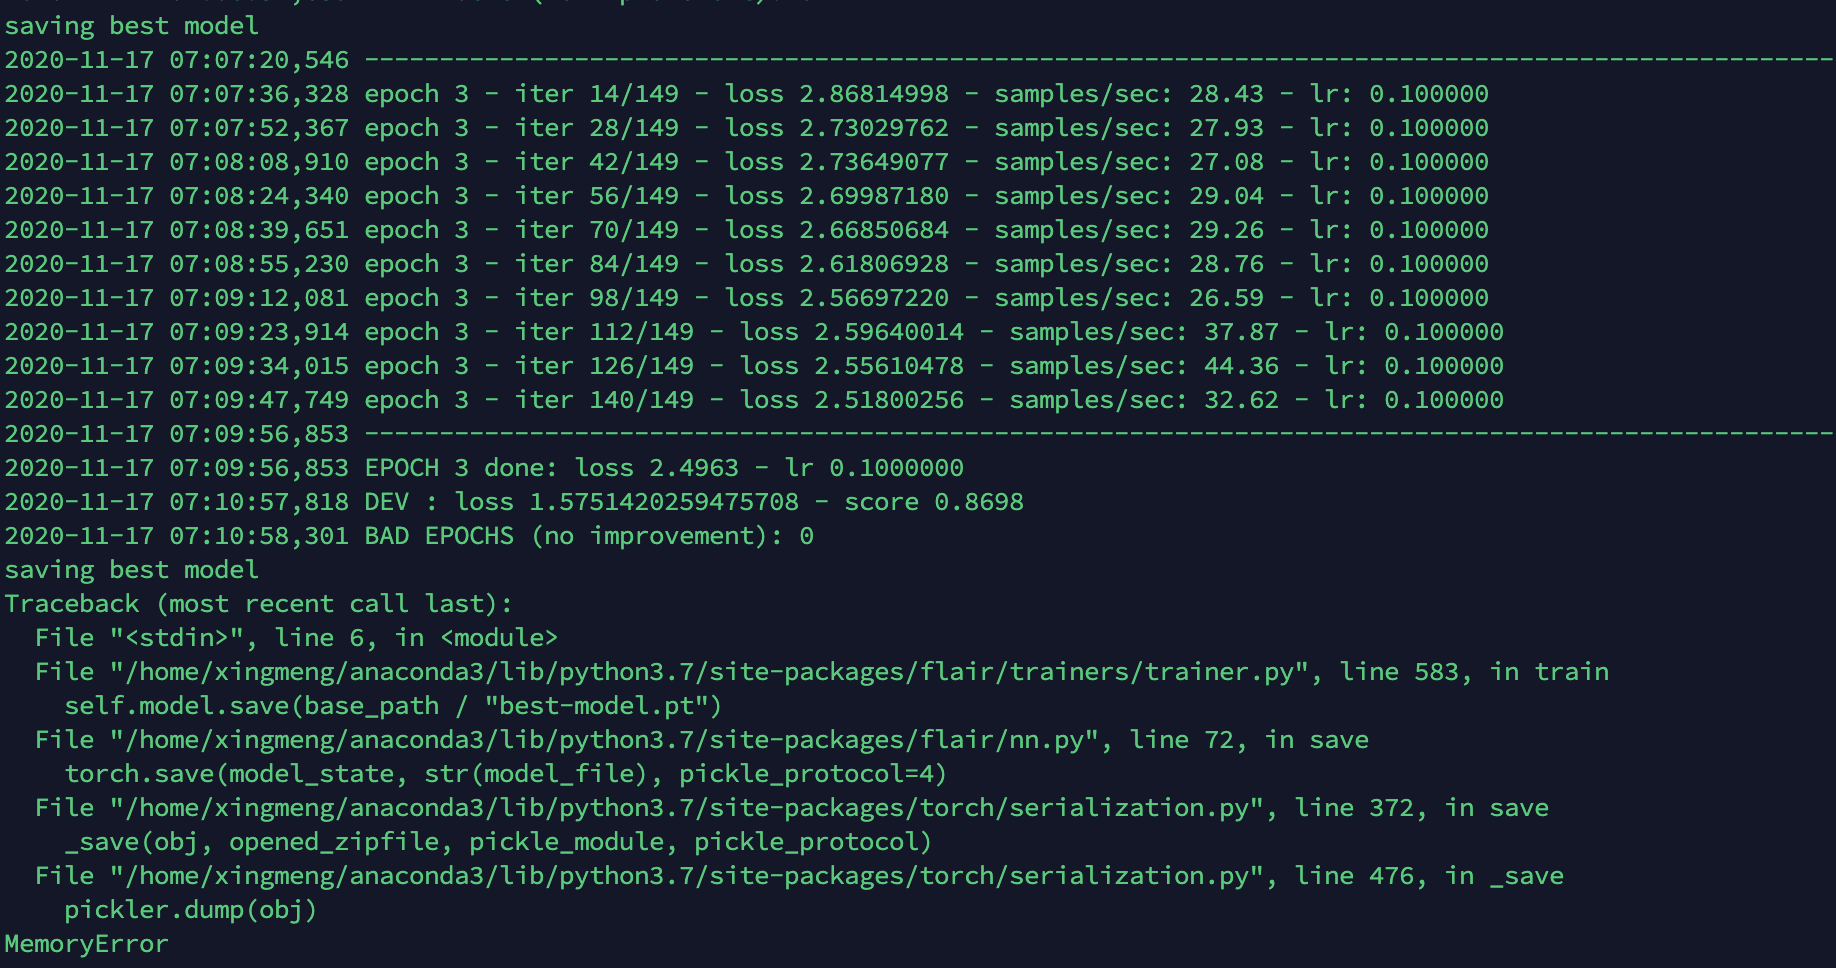 saving best model
2020-11-17 07:07:20,546 ----------------------------------------------------------------------------------------------------
2020-11-17 07:07:36,328 epoch 3 - iter 14/149 - loss 2.86814998 - samples/sec: 28.43 - lr: 0.100000
2020-11-17 07:07:52,367 epoch 3 - iter 28/149 - loss 2.73029762 - samples/sec: 27.93 - lr: 0.100000
2020-11-17 07:08:08,910 epoch 3 - iter 42/149 - loss 2.73649077 - samples/sec: 27.08 - lr: 0.100000
2020-11-17 07:08:24,340 epoch 3 - iter 56/149 - loss 2.69987180 - samples/sec: 29.04 - lr: 0.100000
2020-11-17 07:08:39,651 epoch 3 - iter 70/149 - loss 2.66850684 - samples/sec: 29.26 - lr: 0.100000
2020-11-17 07:08:55,230 epoch 3 - iter 84/149 - loss 2.61806928 - samples/sec: 28.76 - lr: 0.100000
2020-11-17 07:09:12,081 epoch 3 - iter 98/149 - loss 2.56697220 - samples/sec: 26.59 - lr: 0.100000
2020-11-17 07:09:23,914 epoch 3 - iter 112/149 - loss 2.59640014 - samples/sec: 37.87 - lr: 0.100000
2020-11-17 07:09:34,015 epoch 3 - iter 126/149 - loss 2.55610478 - samples/sec: 44.36 - lr: 0.100000
2020-11-17 07:09:47,749 epoch 3 - iter 140/149 - loss 2.51800256 - samples/sec: 32.62 - lr: 0.100000
2020-11-17 07:09:56,853 ----------------------------------------------------------------------------------------------------
2020-11-17 07:09:56,853 EPOCH 3 done: loss 2.4963 - lr 0.1000000
2020-11-17 07:10:57,818 DEV : loss 1.5751420259475708 - score 0.8698
2020-11-17 07:10:58,301 BAD EPOCHS (no improvement): 0
saving best model
Traceback (most recent call last):
  File "<stdin>", line 6, in <module>
  File "/home/xingmeng/anaconda3/lib/python3.7/site-packages/flair/trainers/trainer.py", line 583, in train
    self.model.save(base_path / "best-model.pt")
  File "/home/xingmeng/anaconda3/lib/python3.7/site-packages/flair/nn.py", line 72, in save
    torch.save(model_state, str(model_file), pickle_protocol=4)
  File "/home/xingmeng/anaconda3/lib/python3.7/site-packages/torch/serialization.py", line 372, in save
    _save(obj, opened_zipfile, pickle_module, pickle_protocol)
  File "/home/xingmeng/anaconda3/lib/python3.7/site-packages/torch/serialization.py", line 476, in _save
    pickler.dump(obj)
MemoryError